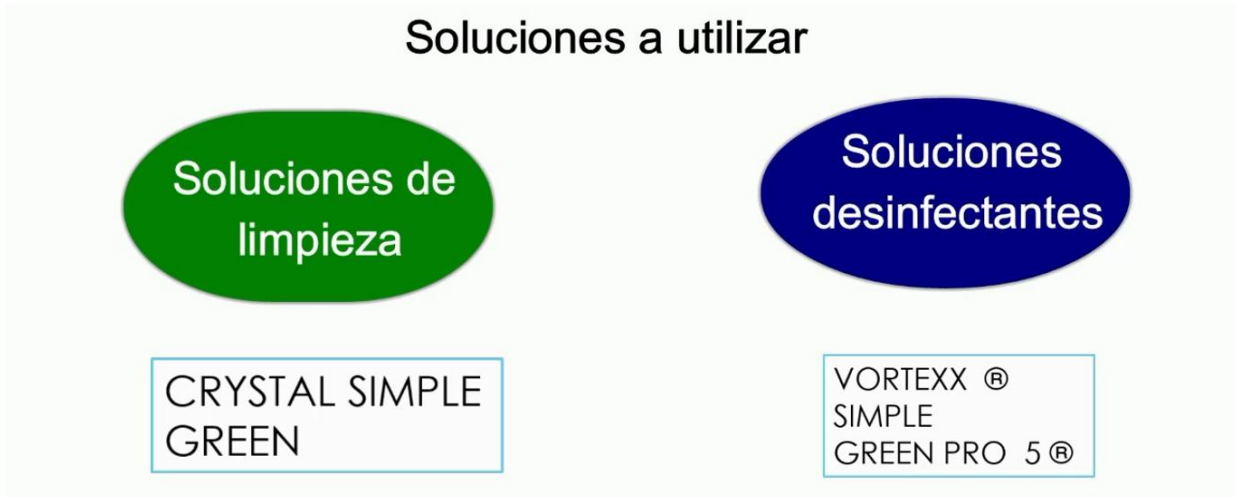 Soluciones a utilizar
Soluciones de
limpieza
Soluciones
desinfectantes
CRYSTAL SIMPLE
GREEN
VORTEXX ®
SIMPLE
GREEN PRO 5 ®